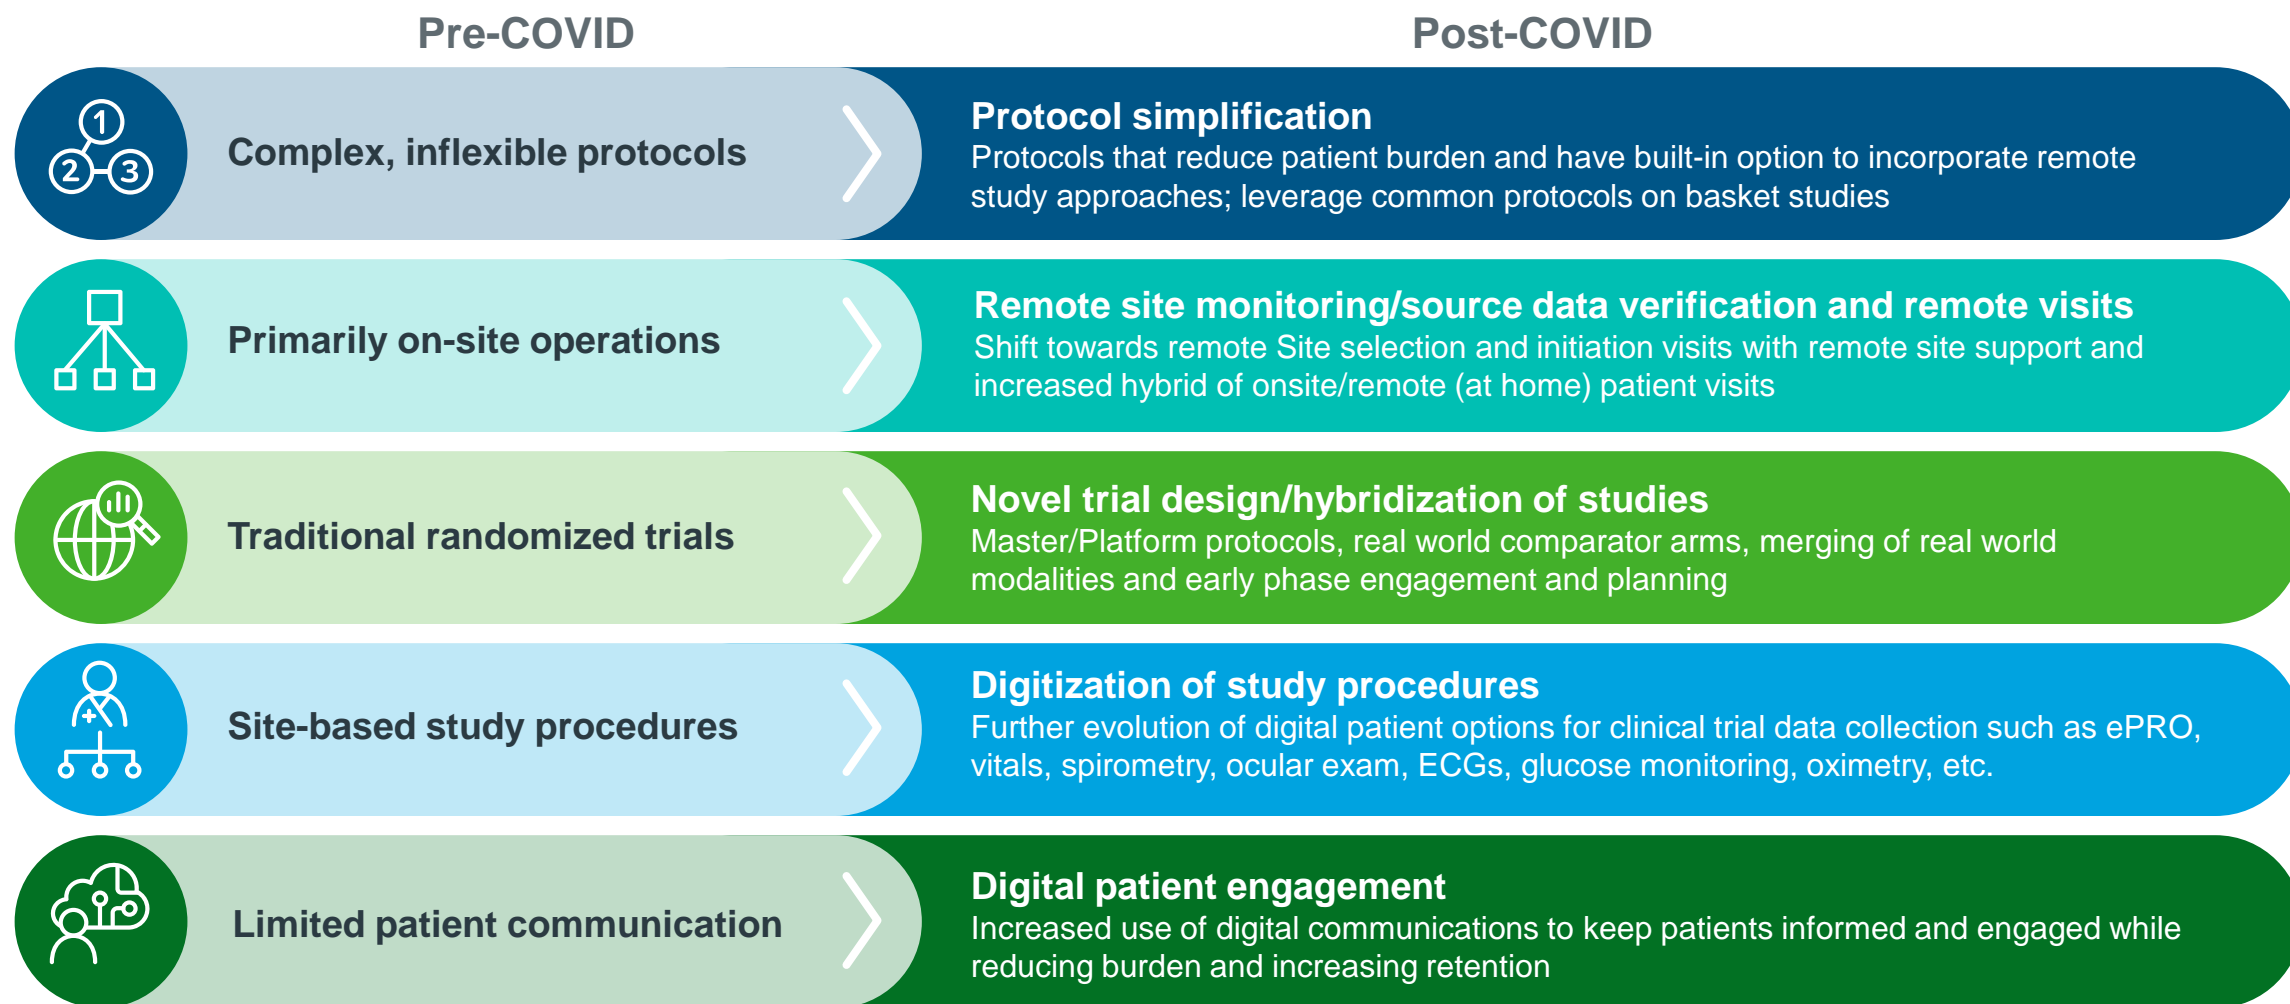 Pre-COVID
Post-COVID
1
2 3
Complex, inflexible protocols
Protocol simplification
Protocols that reduce patient burden and have built-in option to incorporate remote
study approaches; leverage common protocols on basket studies
Primarily on-site operations
Remote site monitoring/source data verification and remote visits
Shift towards remote Site selection and initiation visits with remote site support and
increased hybrid of onsite/remote (at home) patient visits
Traditional randomized trials
Novel trial design/hybridization of studies
Master/Platform protocols, real world comparator arms, merging of real world
modalities and early phase engagement and planning
Site-based study procedures
Digitization of study procedures
Further evolution of digital patient options for clinical trial data collection such as ePRO,
vitals, spirometry, ocular exam, ECGs, glucose monitoring, oximetry, etc.
Limited patient communication
Digital patient engagement
Increased use of digital communications to keep patients informed and engaged while
reducing burden and increasing retention